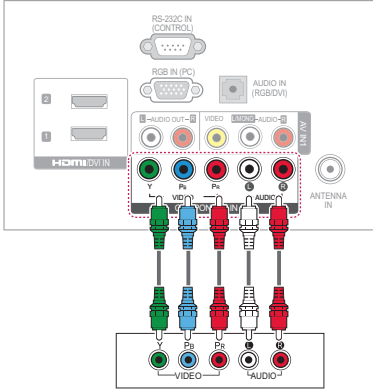 RS-232C IN
(CONTROL)
RGB IN (PC)
AUDIO IN
(RGB/DVI)
2
1
HDMI/DVI IN
L AUDIO OUT R VIDEO L/MONO AUDIO R
AV IN1
Y PB PR L R
VIDEO AUDIO
ANTENNA
IN
Y PB PR L R
VIDEO AUDIO